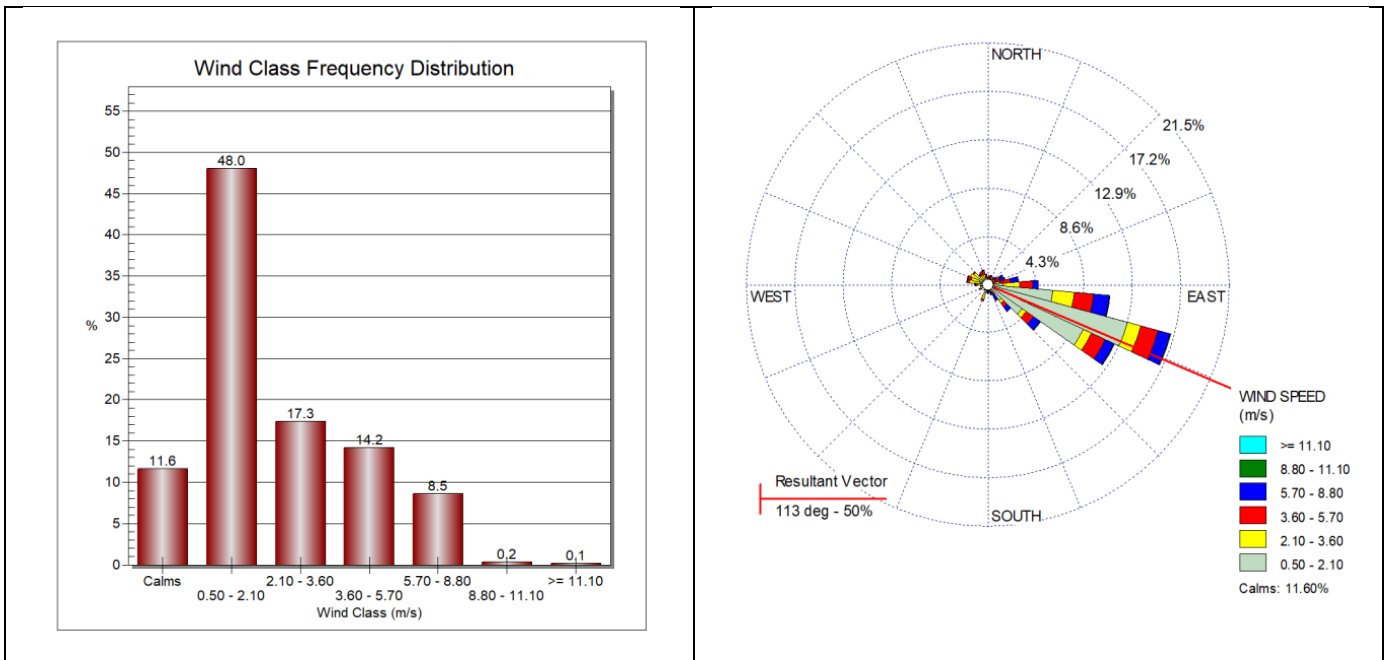 Wind Class Frequency Distribution
55
50
45
40
35
30
25
20
15
10
5
0
%
11.6
48.0
17.3
14.2
8.5
0.2
0.1
Calms
0.50 - 2.10
2.10 - 3.60
3.60 - 5.70
5.70 - 8.80
8.80 - 11.10
>= 11.10
Wind Class (m/s)
NORTH
21.5%
17.2%
12.9%
8.6%
4.3%
WEST
EAST
SOUTH
Resultant Vector
113 deg - 50%
WIND SPEED
(m/s)
>= 11.10
8.80 - 11.10
5.70 - 8.80
3.60 - 5.70
2.10 - 3.60
0.50 - 2.10
Calms: 11.60%